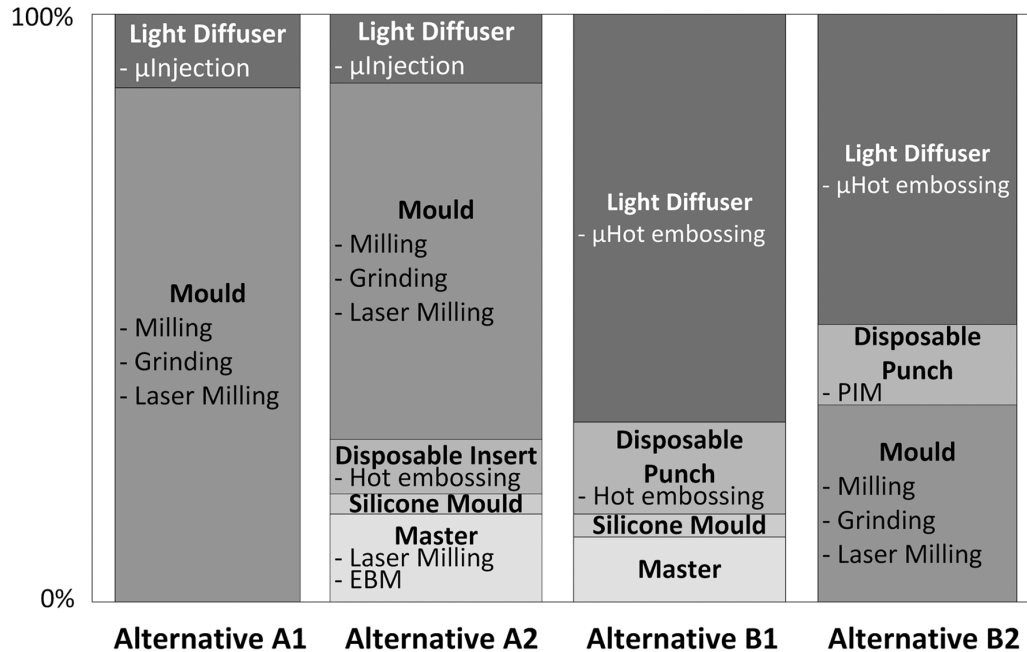 100%
0%
Light Diffuser
- μInjection
Mould
- Milling
- Grinding
- Laser Milling
Alternative A1
Light Diffuser
- μInjection
Mould
- Milling
- Grinding
- Laser Milling
Disposable Insert
- Hot embossing
Silicone Mould
Master
- Laser Milling
- EBM
Alternative A2
Light Diffuser
- μHot embossing
Disposable
Punch
- Hot embossing
Silicone Mould
Master
Alternative B1
Light Diffuser
- μHot embossing
Disposable
Punch
- PIM
Mould
- Milling
- Grinding
- Laser Milling
Alternative B2